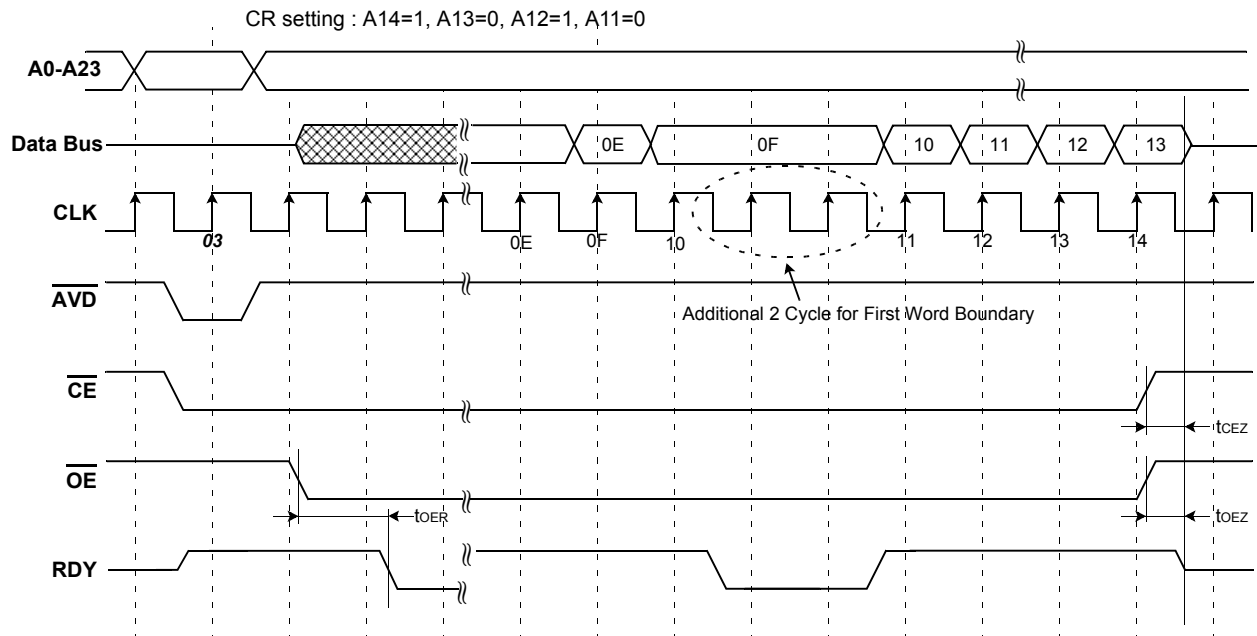 CR setting : A14=1, A13=0, A12=1, A11=0
A0-A23
Data Bus
0E
0F
10
11
12
13
CLK
03
0E
0F
10
11
12
13
14
AVD
Additional 2 Cycle for First Word Boundary
CE
tCEZ
OE
tOER
tOEZ
RDY